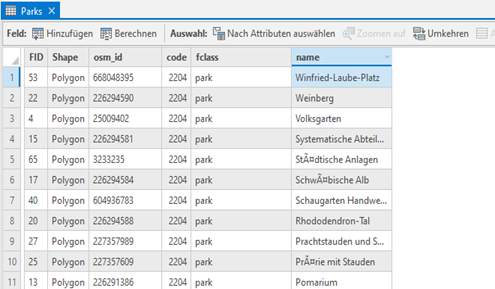 Parks
Feld: Hinzufügen Berechnen Auswahl: Nach Attributen auswählen Zoomen auf Umkehren
FID Shape osm_id code fclass name
1 53 Polygon 668048395 2204 park Winfried-Laube-Platz
2 22 Polygon 226294590 2204 park Weinberg
3 4 Polygon 25009402 2204 park Volksgarten
4 15 Polygon 226294581 2204 park Systematische Abteil...
5 65 Polygon 3233235 2204 park StÃ¤dtische Anlagen
6 17 Polygon 226294584 2204 park SchwÃ¤bische Alb
7 40 Polygon 604936783 2204 park Schaugarten Handwe...
8 20 Polygon 226294588 2204 park Rhododendron-Tal
9 27 Polygon 227357989 2204 park Prachtstauden und S...
10 25 Polygon 227357609 2204 park PrÃ¤rie mit Stauden
11 13 Polygon 226291386 2204 park Pomarium